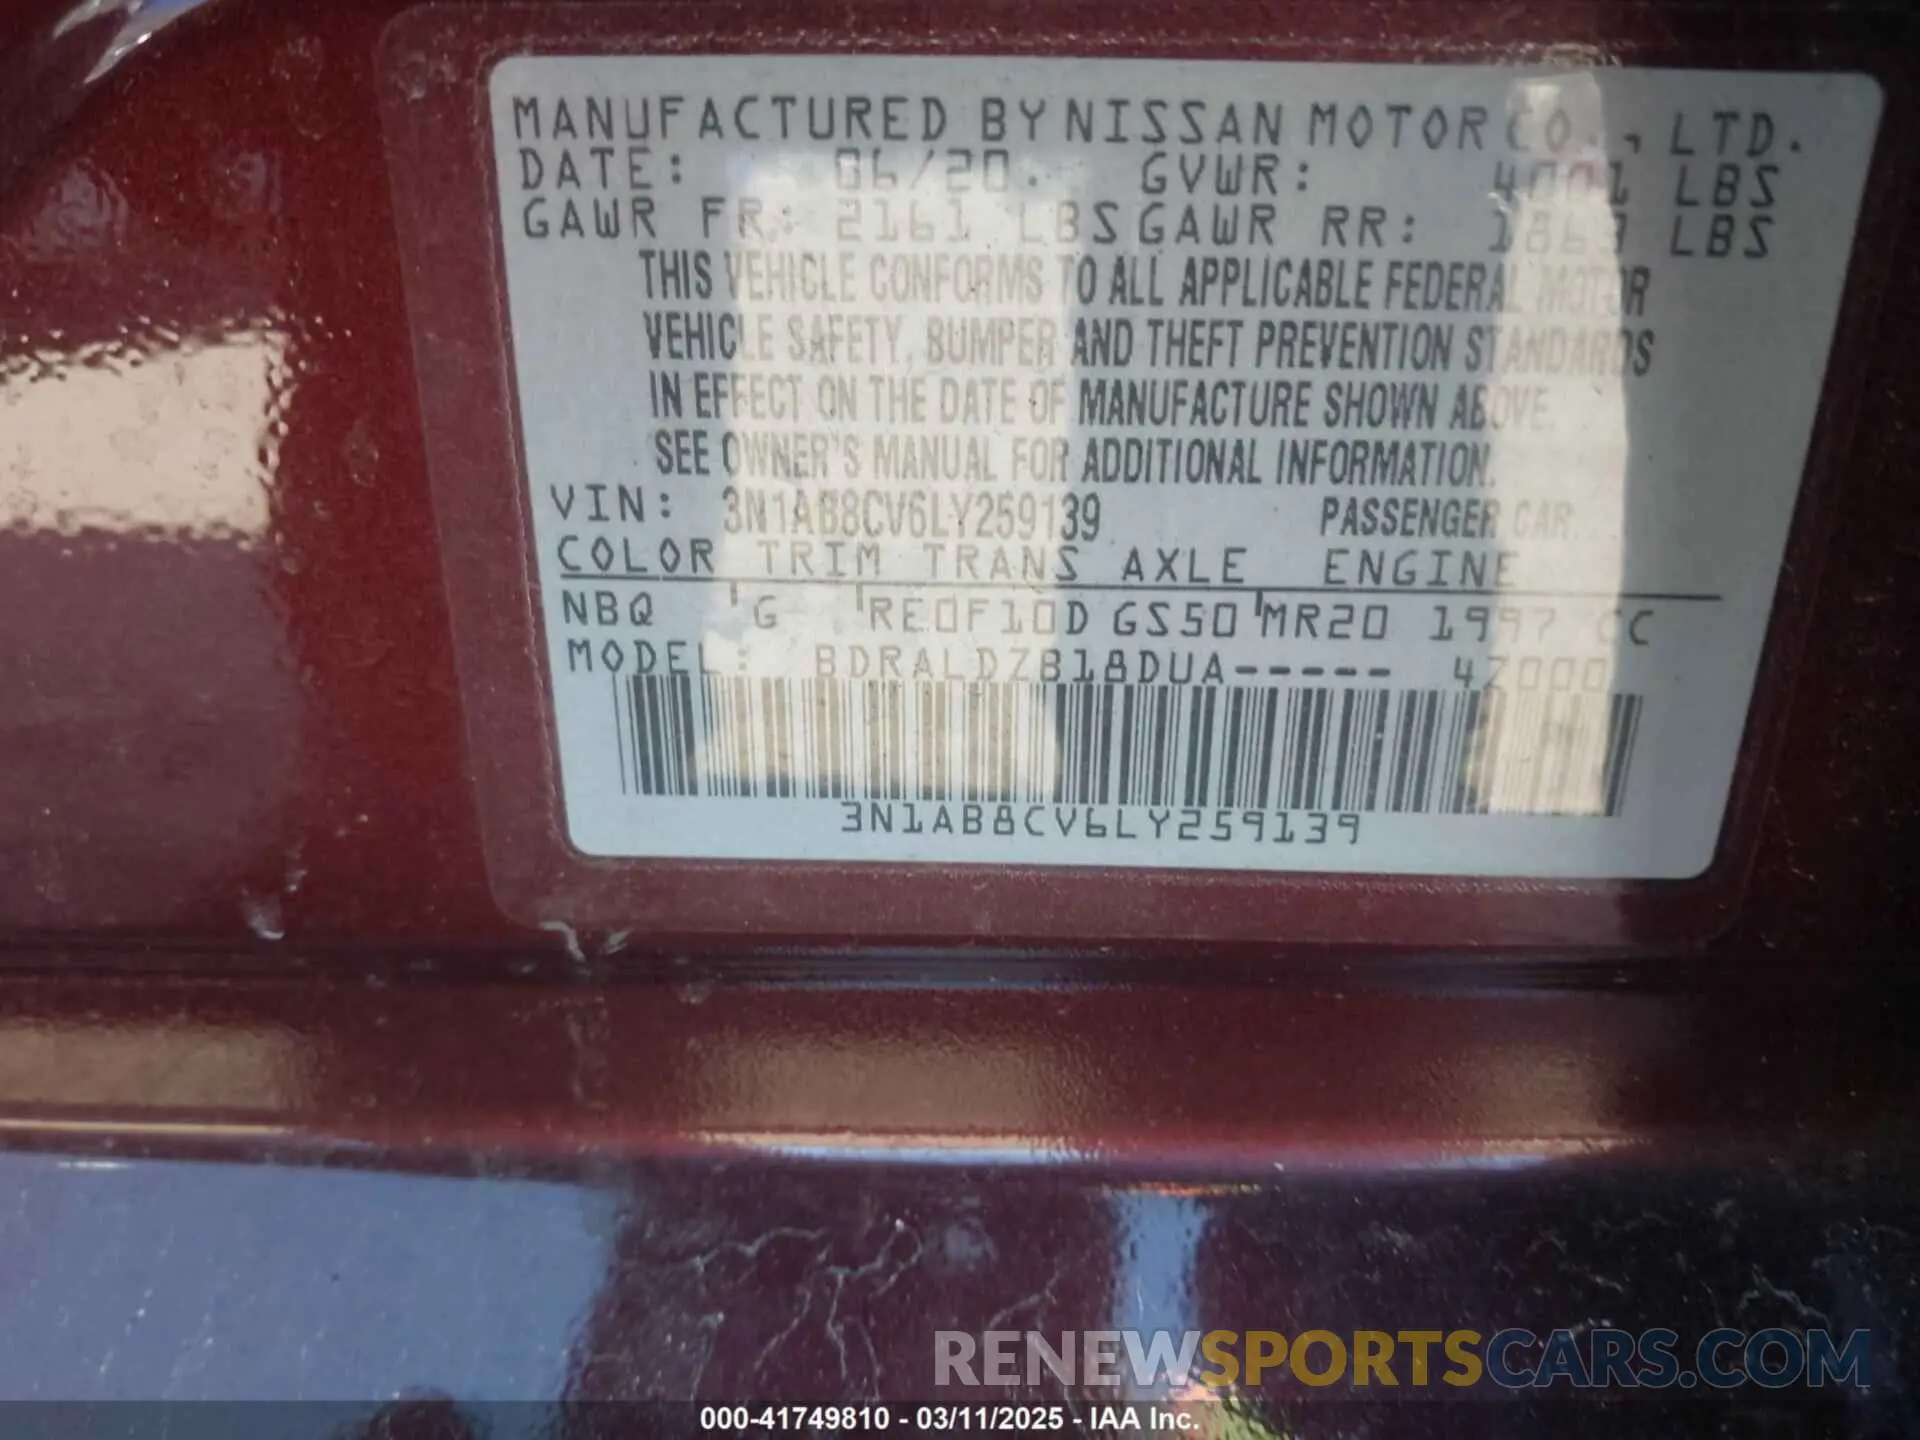 MANUFACTURED BY NISSAN MOTOR CO., LTD.
DATE: 06/20. GVWR: 4001 LBS
GAWR FR: 2161 LBS GAWR RR: 1863 LBS
THIS VEHICLE CONFORMS TO ALL APPLICABLE FEDERAL MOTOR
VEHICLE SAFETY, BUMPER AND THEFT PREVENTION STANDARDS
IN EFFECT ON THE DATE OF MANUFACTURE SHOWN ABOVE.
SEE OWNER'S MANUAL FOR ADDITIONAL INFORMATION.
VIN: 3N1AB8CV6LY259139 PASSENGER CAR
COLOR TRIM TRANS AXLE ENGINE
NBQ G RE0F10D GS50 MR20 1997 CC
MODEL: BDRALDZB18DUA----- 47000
3N1AB8CV6LY259139
RENEWSPORTSCARS.COM
000-41749810 - 03/11/2025 - IAA Inc.